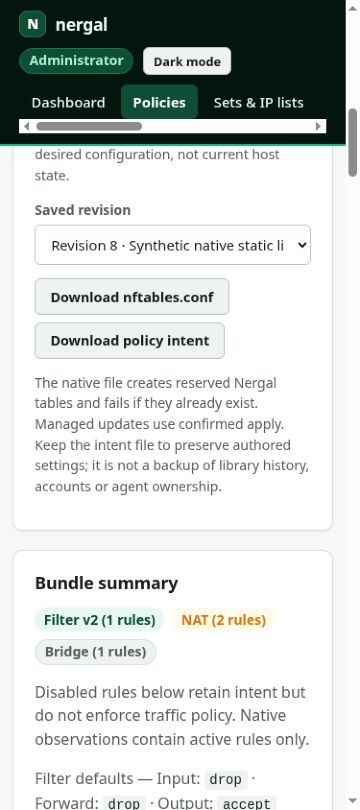 N nergal
Administrator Dark mode
Dashboard Policies Sets & IP lists
desired configuration, not current host
state.
Saved revision
Revision 8 · Synthetic native static li
Download nftables.conf
Download policy intent
The native file creates reserved Nergal
tables and fails if they already exist.
Managed updates use confirmed apply.
Keep the intent file to preserve authored
settings; it is not a backup of library history,
accounts or agent ownership.
Bundle summary
Filter v2 (1 rules) NAT (2 rules)
Bridge (1 rules)
Disabled rules below retain intent but
do not enforce traffic policy. Native
observations contain active rules only.
Filter defaults — Input: drop ·
Forward: drop · Output: accept